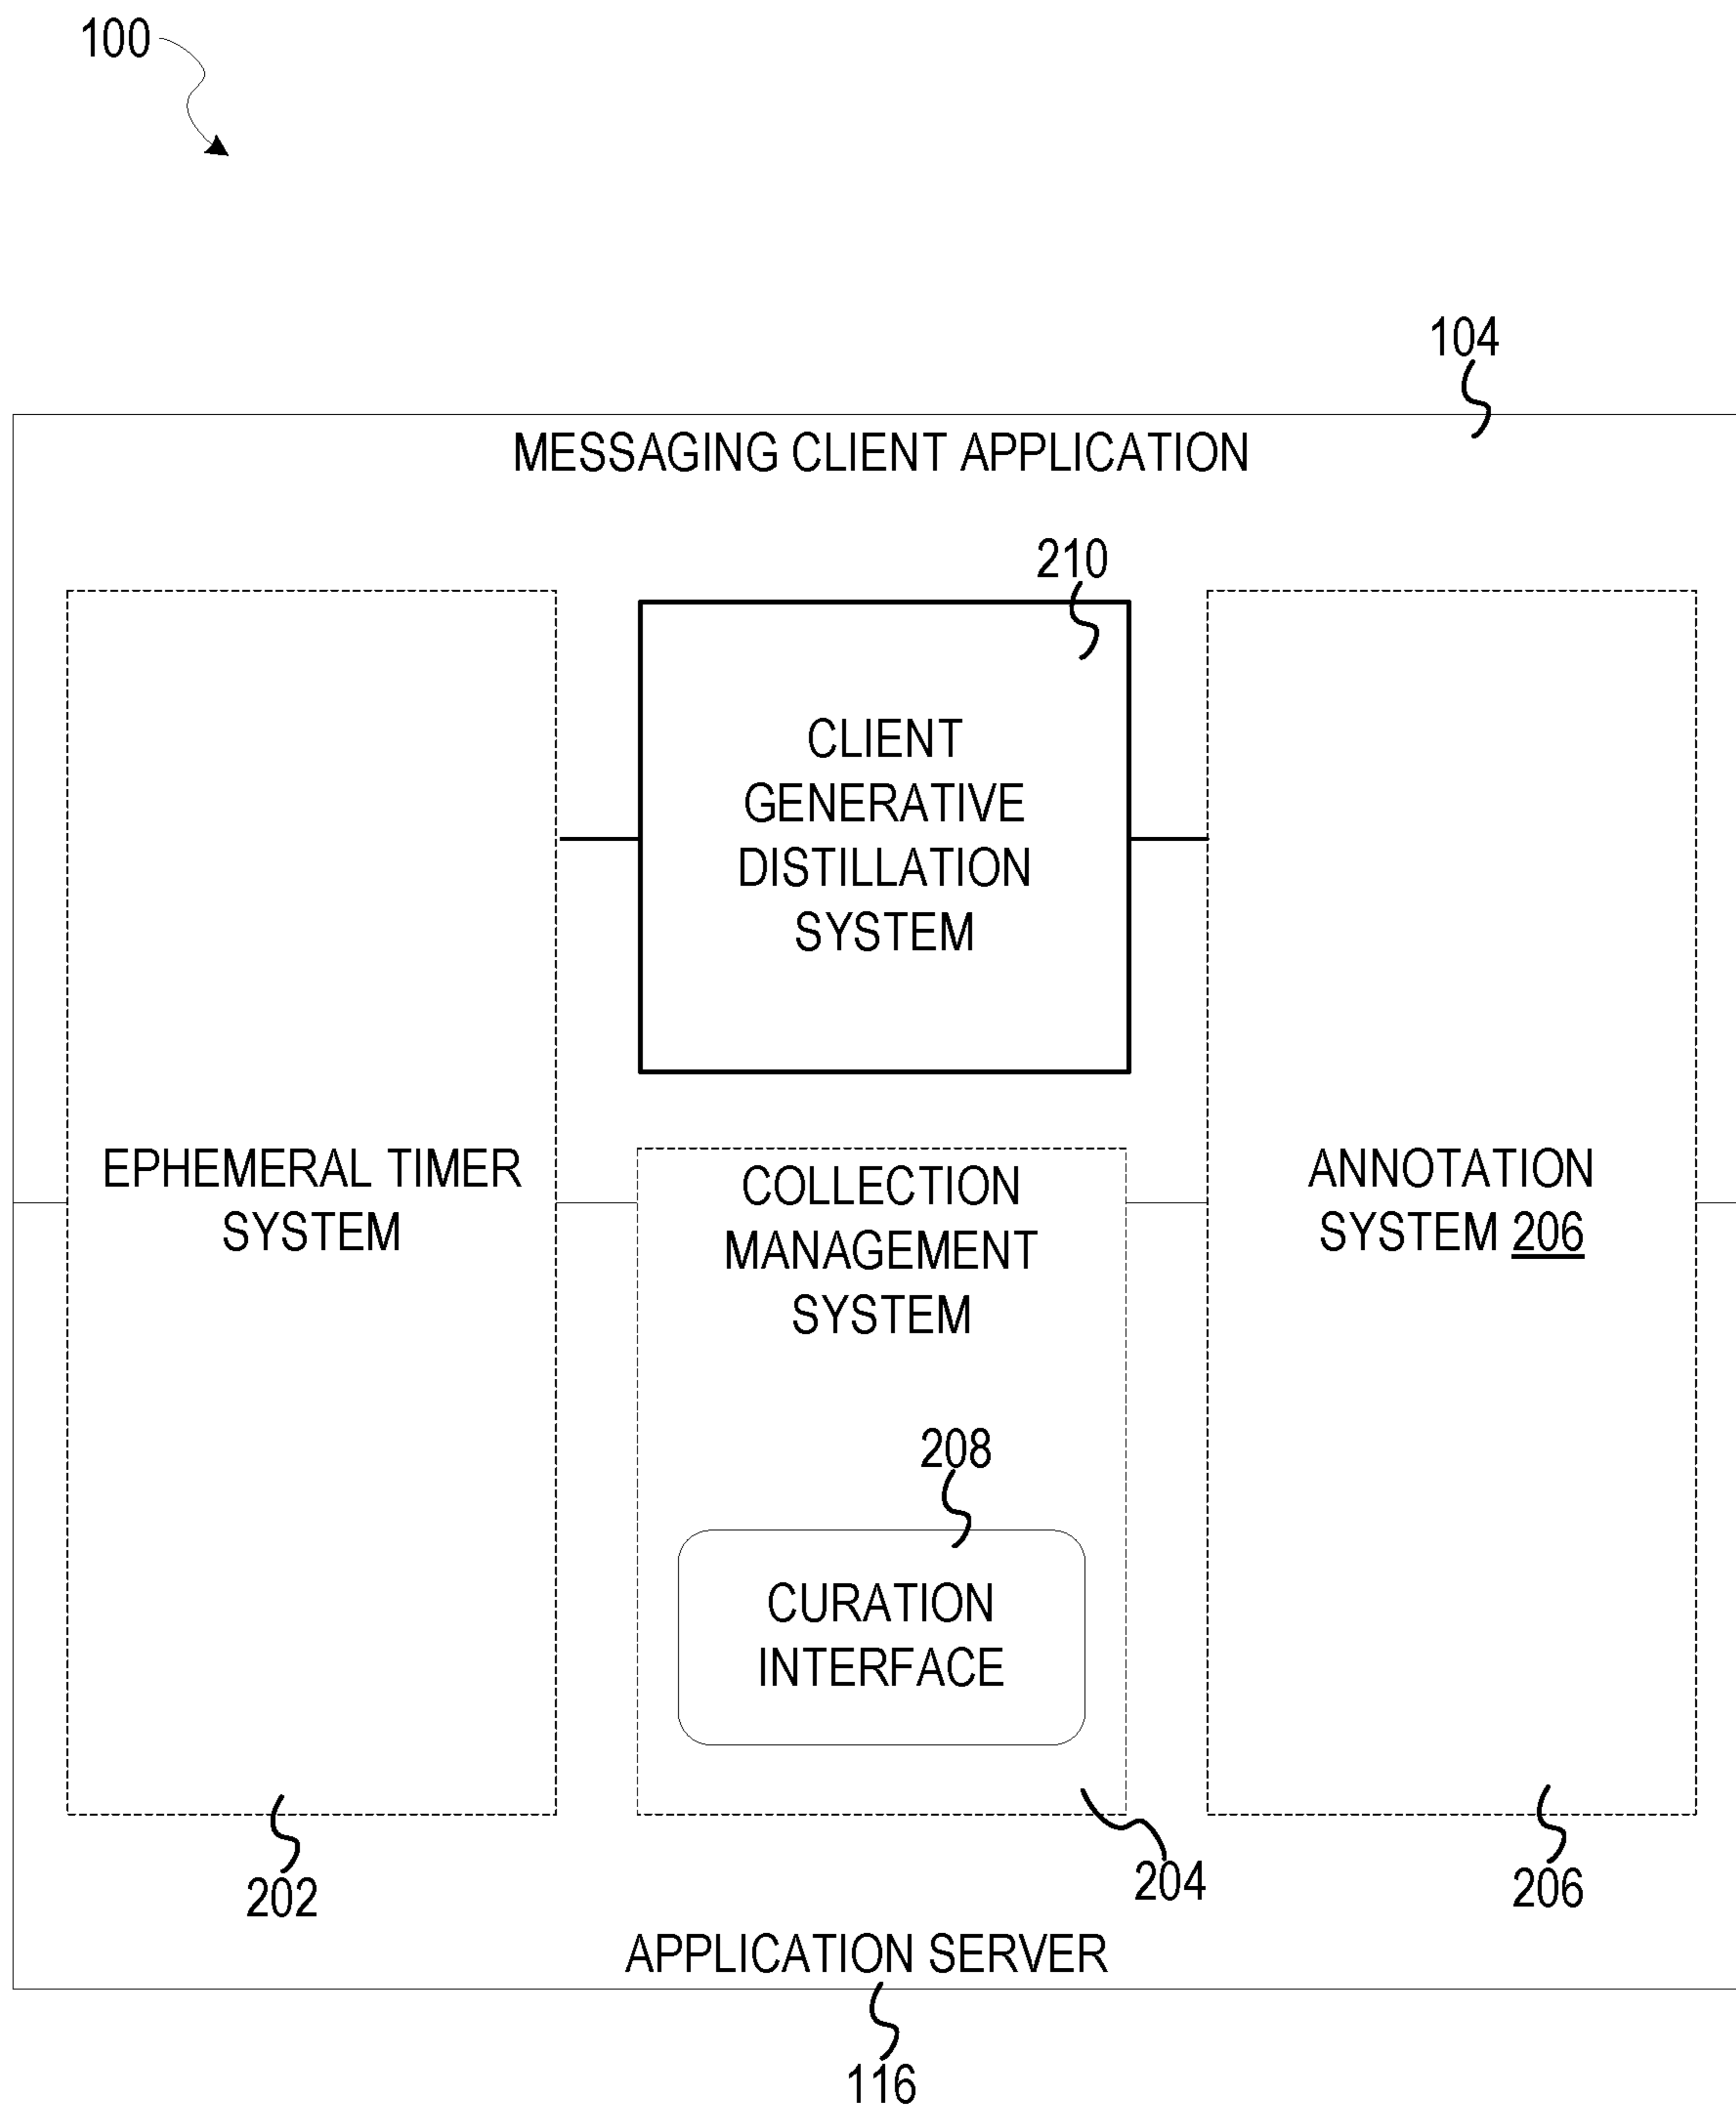 100
104
MESSAGING CLIENT APPLICATION
210
CLIENT
GENERATIVE
DISTILLATION
SYSTEM
EPHEMERAL TIMER
SYSTEM
COLLECTION
MANAGEMENT
SYSTEM
ANNOTATION
SYSTEM 206
208
CURATION
INTERFACE
202
204
206
APPLICATION SERVER
116